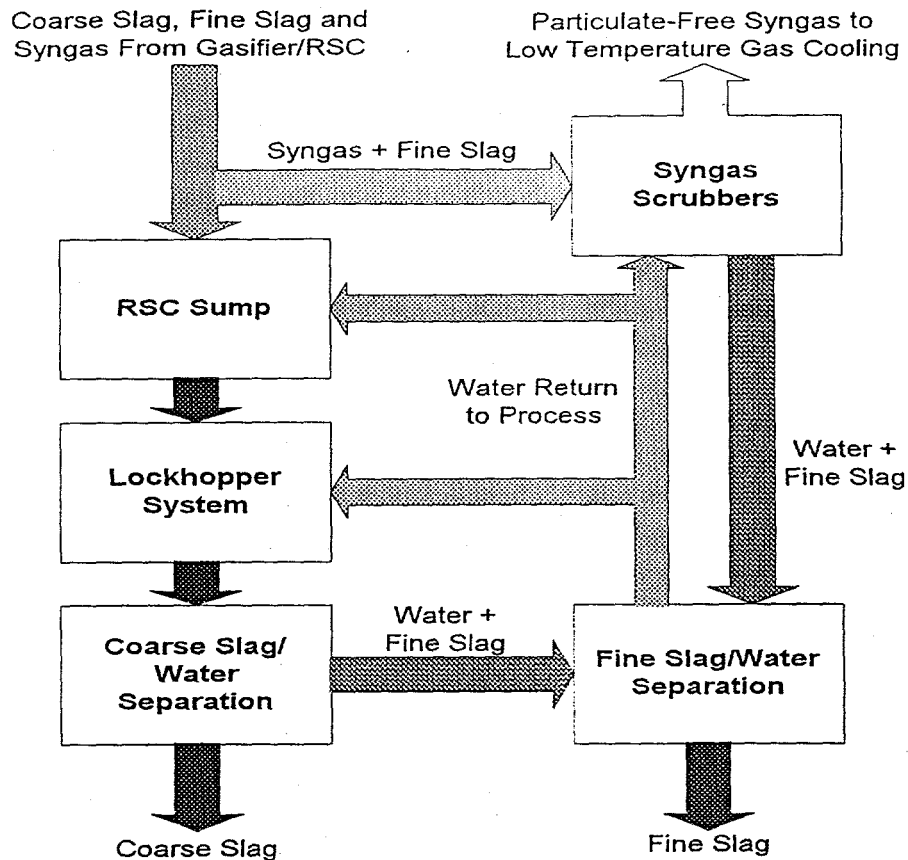 Coarse Slag, Fine Slag and
Syngas From Gasifier/RSC
Particulate-Free Syngas to
Low Temperature Gas Cooling
Syngas + Fine Slag
Syngas
Scrubbers
RSC Sump
Water Return
to Process
Water +
Fine Slag
Lockhopper
System
Coarse Slag/
Water
Separation
Water +
Fine Slag
Fine Slag/Water
Separation
Coarse Slag
Fine Slag